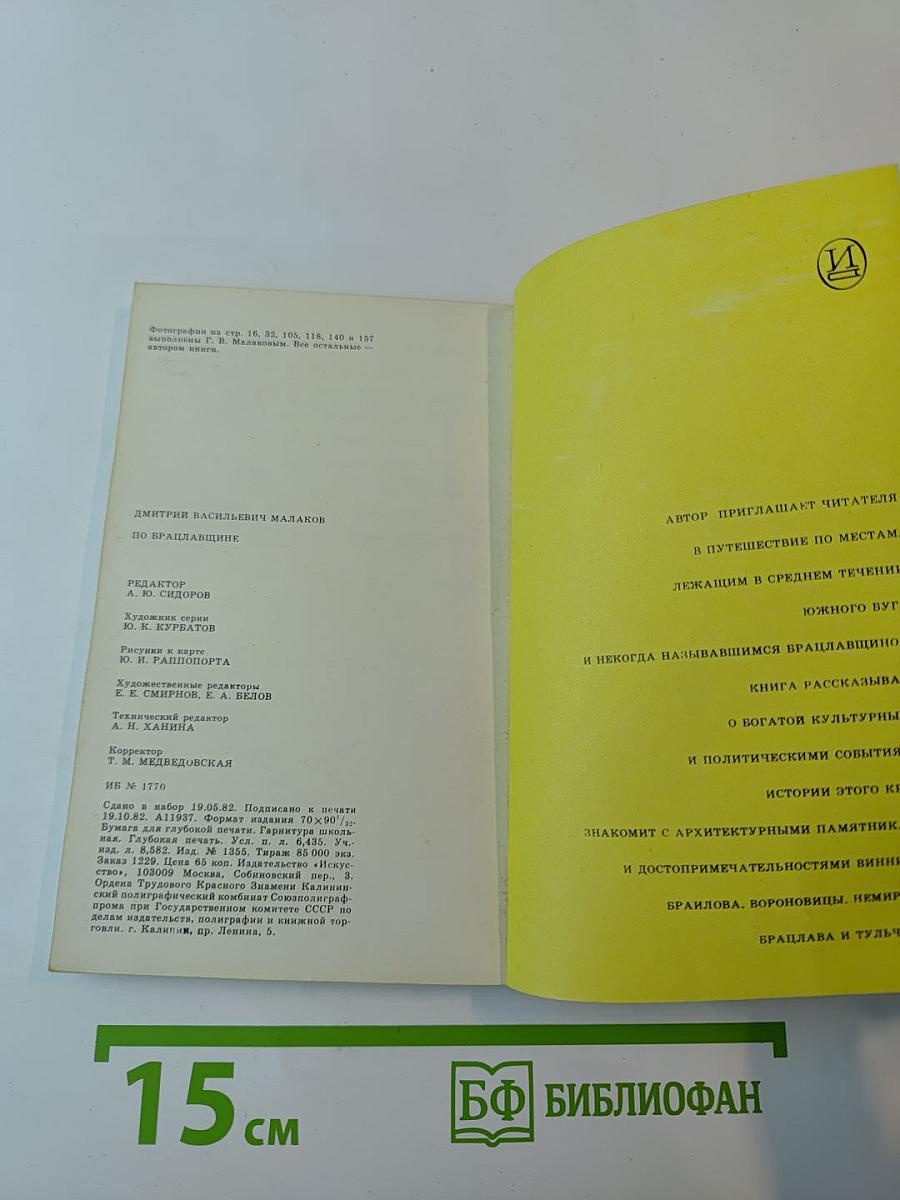 Фотографии на стр. 16, 32, 105, 118, 140 и 157
выполнены Г. В. Малаковым. Все остальные —
автором книги.
ДМИТРИЙ ВАСИЛЬЕВИЧ МАЛАКОВ
ПО БРАЦЛАВЩИНЕ
РЕДАКТОР
А. Ю. СИДОРОВ
Художник серии
Ю. К. КУРБАТОВ
Рисунки к карте
Ю. И. РАППОПОРТА
Художественные редакторы
Е. Е. СМИРНОВ, Е. А. БЕЛОВ
Технический редактор
А. Н. ХАНИНА
Корректор
Т. М. МЕДВЕДОВСКАЯ
ИБ № 1770
Сдано в набор 19.05.82. Подписано к печати
19.10.82. А11937. Формат издания 70×90¹/₃₂.
Бумага для глубокой печати. Гарнитура школь-
ная. Глубокая печать. Усл. п. л. 6,435. Уч.-
изд. л. 8,582. Изд. № 1355. Тираж 85 000 экз.
Заказ 1229. Цена 65 коп. Издательство «Искус-
ство», 103009 Москва, Собиновский пер., 3.
Ордена Трудового Красного Знамени Калинин-
ский полиграфический комбинат Союзполиграф-
прома при Государственном комитете СССР по
делам издательств, полиграфии и книжной тор-
говли. г. Калинин, пр. Ленина, 5.
И
АВТОР ПРИГЛАШАЕТ ЧИТАТЕЛЯ
В ПУТЕШЕСТВИЕ ПО МЕСТАМ,
ЛЕЖАЩИМ В СРЕДНЕМ ТЕЧЕНИИ
ЮЖНОГО БУГ
И НЕКОГДА НАЗЫВАВШИМСЯ БРАЦЛАВЩИНО
КНИГА РАССКАЗЫВА
О БОГАТОЙ КУЛЬТУРНЫ
И ПОЛИТИЧЕСКИМИ СОБЫТИЯ
ИСТОРИИ ЭТОГО КР
ЗНАКОМИТ С АРХИТЕКТУРНЫМИ ПАМЯТНИК
И ДОСТОПРИМЕЧАТЕЛЬНОСТЯМИ ВИННИ
БРАИЛОВА, ВОРОНОВИЦЫ, НЕМИР
БРАЦЛАВА И ТУЛЬЧ
15 см
БФ БИБЛИОФАН